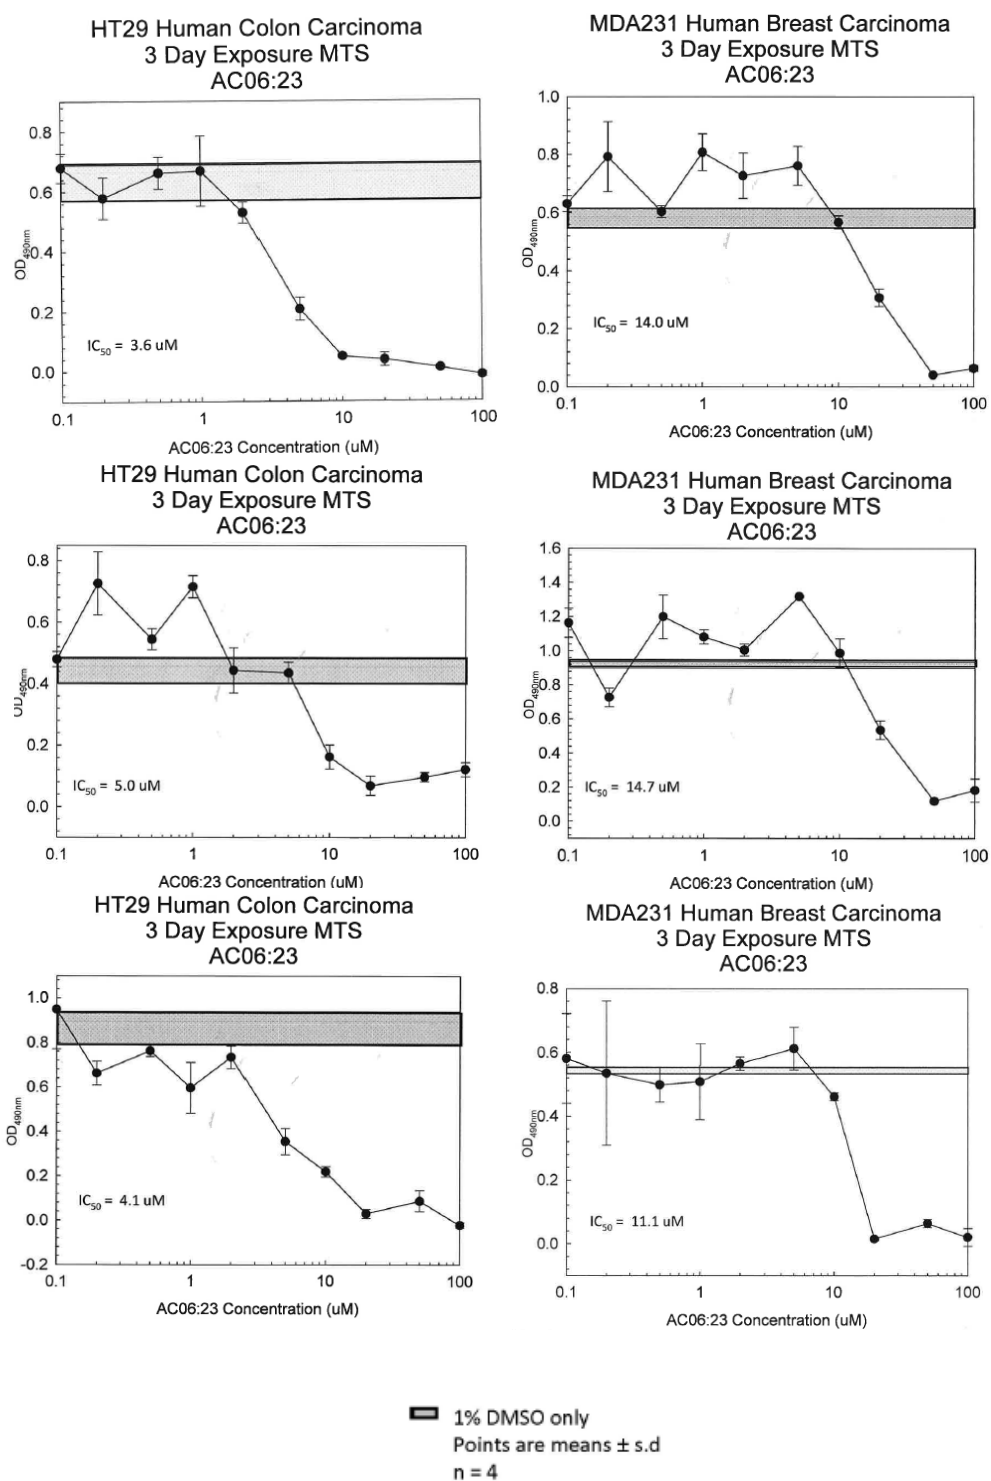 HT29 Human Colon Carcinoma
3 Day Exposure MTS
AC06:23
0.8
0.6
0.4
0.2
0.0
OD490nm
IC50 = 3.6 uM
0.1
1
10
100
AC06:23 Concentration (uM)
MDA231 Human Breast Carcinoma
3 Day Exposure MTS
AC06:23
1.0
0.8
0.6
0.4
0.2
0.0
OD490nm
IC50 = 14.0 uM
0.1
1
10
100
AC06:23 Concentration (uM)
HT29 Human Colon Carcinoma
3 Day Exposure MTS
AC06:23
0.8
0.6
0.4
0.2
0.0
OD490nm
IC50 = 5.0 uM
0.1
1
10
100
AC06:23 Concentration (uM)
MDA231 Human Breast Carcinoma
3 Day Exposure MTS
AC06:23
1.6
1.4
1.2
1.0
0.8
0.6
0.4
0.2
0.0
OD490nm
IC50 = 14.7 uM
0.1
1
10
100
AC06:23 Concentration (uM)
HT29 Human Colon Carcinoma
3 Day Exposure MTS
AC06:23
1.0
0.8
0.6
0.4
0.2
0.0
-0.2
OD490nm
IC50 = 4.1 uM
0.1
1
10
100
AC06:23 Concentration (uM)
MDA231 Human Breast Carcinoma
3 Day Exposure MTS
AC06:23
0.8
0.6
0.4
0.2
0.0
OD490nm
IC50 = 11.1 uM
0.1
1
10
100
AC06:23 Concentration (uM)
1% DMSO only
Points are means ± s.d
n = 4